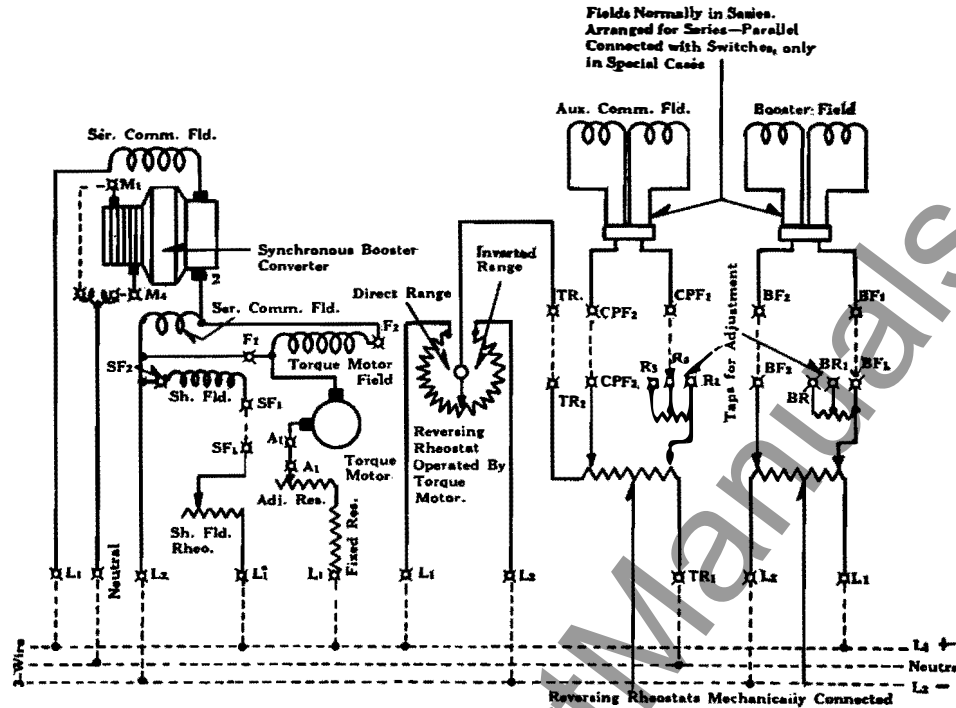 Fields Normally in Series.
Arranged for Series—Parallel
Connected with Switches, only
in Special Cases
Aux. Comm. Fld.
Booster Field
Ser. Comm. Fld.
M1
Synchronous Booster
Converter
M4
Ser. Comm. Fld.
Direct Range
Inverted
Range
TR.
CPF2
CPF1
BF2
BF1
F1
F2
Torque Motor
Field
SF2
Sh. Fld.
SF1
SF1
A1
A1
Torque
Motor
Adj. Res.
Fixed Res.
Sh. Fld.
Rheo.
Reversing
Rheostat
Operated By
Torque
Motor.
TR2
CPF2
R3
R2
Taps for Adjustment
BF2
BR
BR1
BF1
L1
Neutral
L2
L1
L1
L1
L2
TR1
L2
L1
3-Wire
L1 +
Neutra
L2 −
Reversing Rheostats Mechanically Connected
tManuals